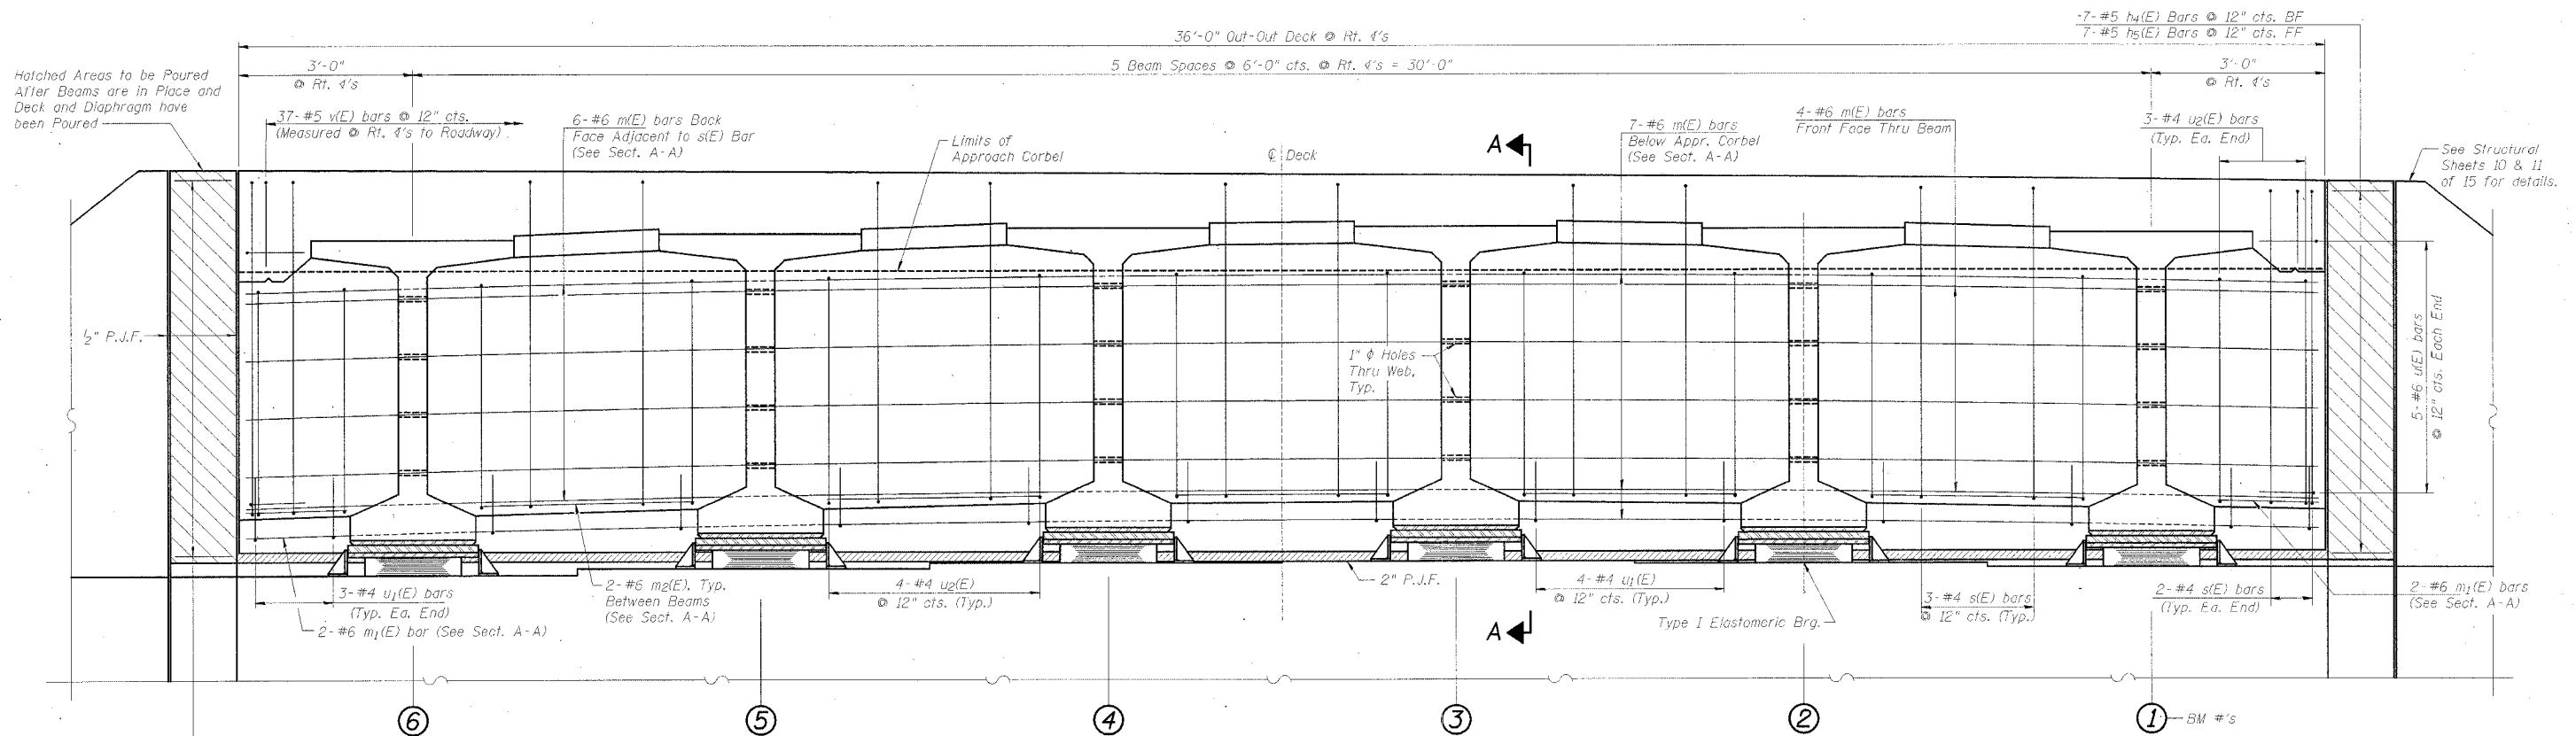 -7-#5 h4(E) Bars @ 12" cts. BF
7-#5 h5(E) Bars @ 12" cts. FF
36'-0" Out-Out Deck @ Rt. ∢'s
3'-0"
@ Rt. ∢'s
5 Beam Spaces @ 6'-0" cts. @ Rt. ∢'s = 30'-0"
3'-0"
@ Rt. ∢'s
Hatched Areas to be Poured
After Beams are in Place and
Deck and Diaphragm have
been Poured
37-#5 v(E) bars @ 12" cts.
(Measured @ Rt. ∢'s to Roadway)
6-#6 m(E) bars Back
Face Adjacent to s(E) Bar
(See Sect. A-A)
Limits of
Approach Corbel
℄ Deck
A
7-#6 m(E) bars
Below Appr. Corbel
(See Sect. A-A)
4-#6 m(E) bars
Front Face Thru Beam
3-#4 u2(E) bars
(Typ. Ea. End)
See Structural
Sheets 10 & 11
of 15 for details.
½" P.J.F.
1" ϕ Holes
Thru Web,
Typ.
5-#6 u(E) bars
@ 12" cts. Each End
3-#4 u1(E) bars
(Typ. Ea. End)
2-#6 m1(E) bar (See Sect. A-A)
2-#6 m2(E), Typ.
Between Beams
(See Sect. A-A)
4-#4 u2(E)
@ 12" cts. (Typ.)
2" P.J.F.
A
4-#4 u1(E)
@ 12" cts. (Typ.)
Type I Elastomeric Brg.
3-#4 s(E) bars
@ 12" cts. (Typ.)
2-#4 s(E) bars
(Typ. Ea. End)
2-#6 m1(E) bars
(See Sect. A-A)
6
5
4
3
2
1
BM #'s